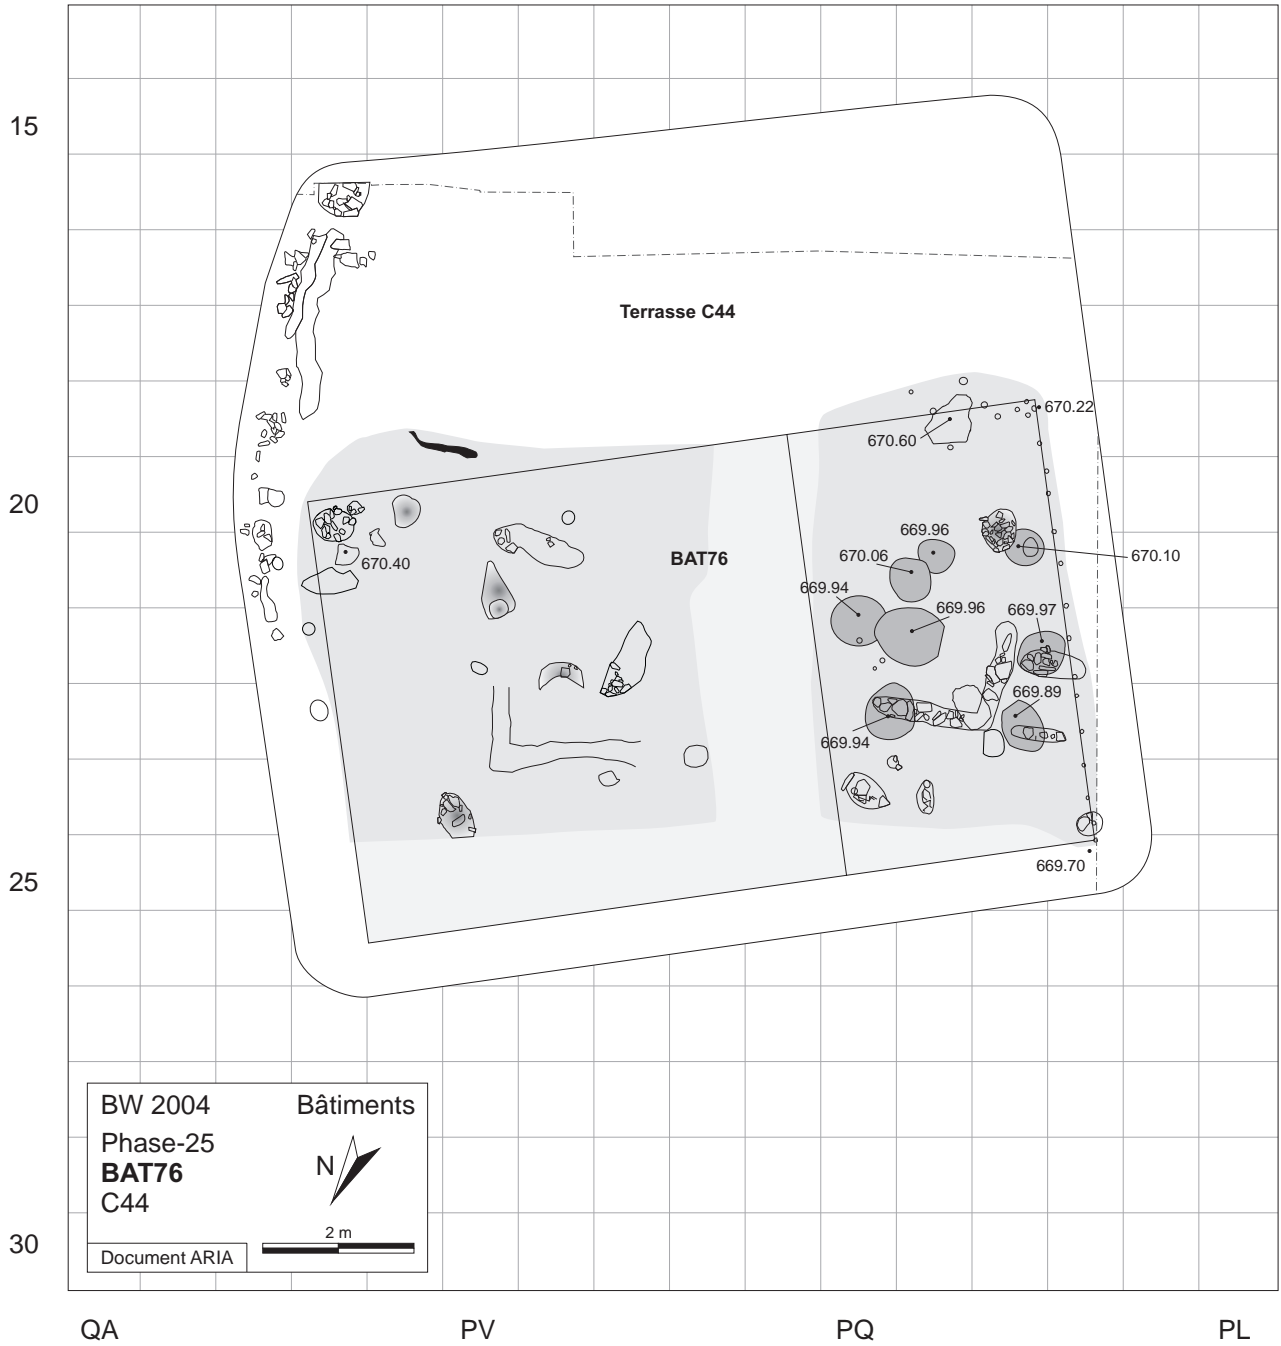 15
Terrasse C44
670.22
670.60
20
669.96
BAT76
670.06
670.10
670.40
669.94
669.96
669.97
669.89
669.94
669.70
25
BW 2004
Bâtiments
Phase-25
BAT76
N
C44
2 m
30
Document ARIA
QA
PV
PQ
PL